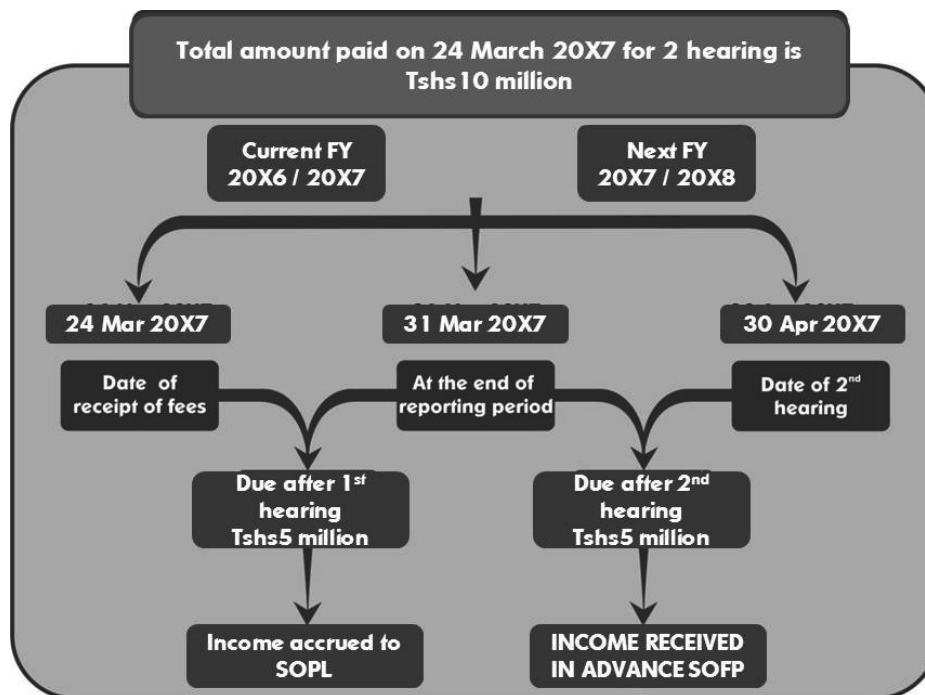 Total amount paid on 24 March 20X7 for 2 hearing is
Tshs10 million
Current FY
20X6 / 20X7
Next FY
20X7 / 20X8
24 Mar 20X7
31 Mar 20X7
30 Apr 20X7
Date of
receipt of fees
At the end of
reporting period
Date of 2nd
hearing
Due after 1st
hearing
Tshs5 million
Due after 2nd
hearing
Tshs5 million
Income accrued to
SOPL
INCOME RECEIVED
IN ADVANCE SOFP